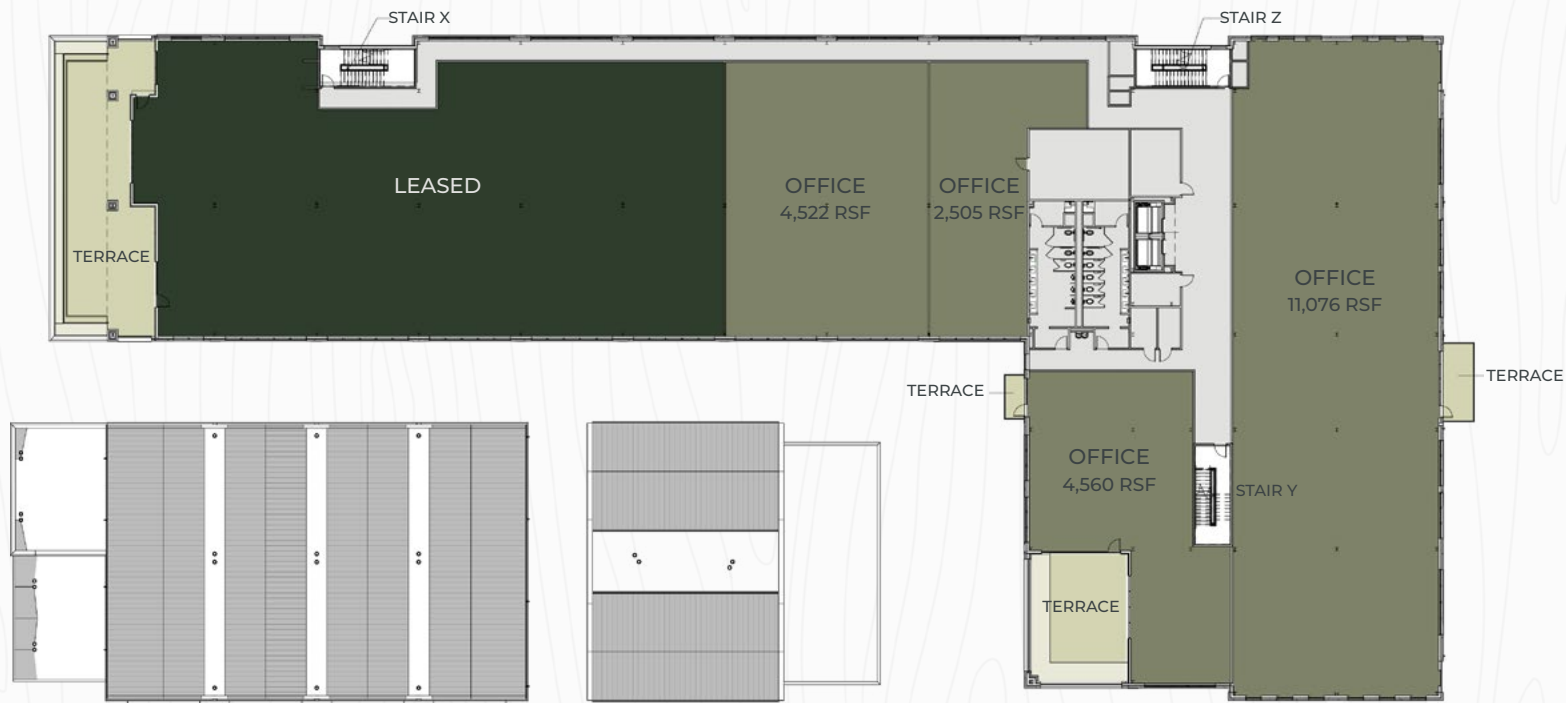 STAIR X
STAIR Z
LEASED
OFFICE
4,522 RSF
OFFICE
2,505 RSF
TERRACE
OFFICE
11,076 RSF
TERRACE
TERRACE
OFFICE
4,560 RSF
STAIR Y
TERRACE